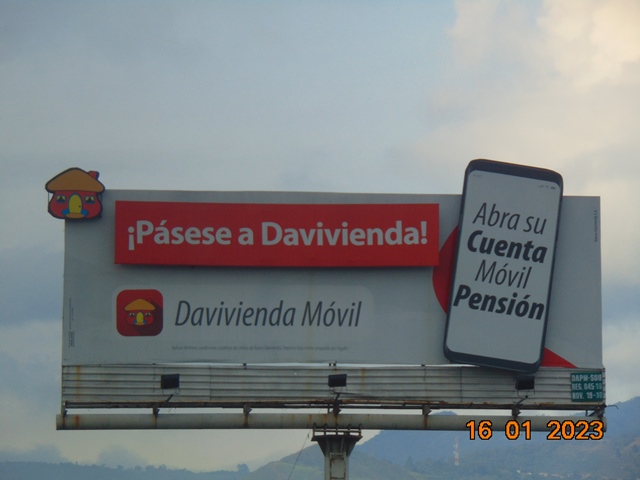 ¡Pásese a Davivienda!
Davivienda Móvil
Abra su
Cuenta
Móvil
Pensión
16 01 2023